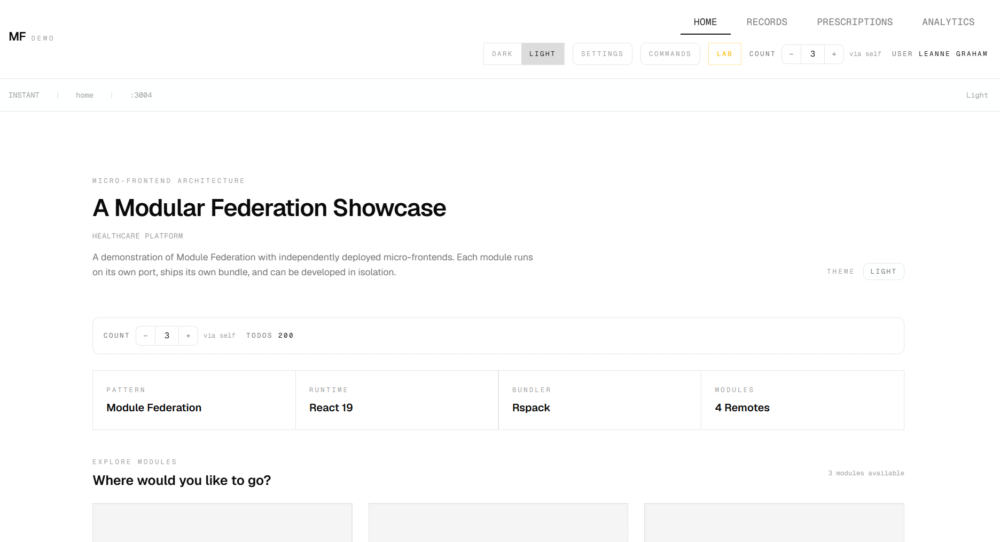 MF DEMO
HOME RECORDS PRESCRIPTIONS ANALYTICS
DARK LIGHT SETTINGS COMMANDS LAB COUNT − 3 + via self USER LEANNE GRAHAM
INSTANT | home | :3004 Light
MICRO-FRONTEND ARCHITECTURE
A Modular Federation Showcase
HEALTHCARE PLATFORM
A demonstration of Module Federation with independently deployed micro-frontends. Each module runs
on its own port, ships its own bundle, and can be developed in isolation.
THEME LIGHT
COUNT − 3 + via self TODOS 200
PATTERN RUNTIME BUNDLER MODULES
Module Federation React 19 Rspack 4 Remotes
EXPLORE MODULES
Where would you like to go?
3 modules available